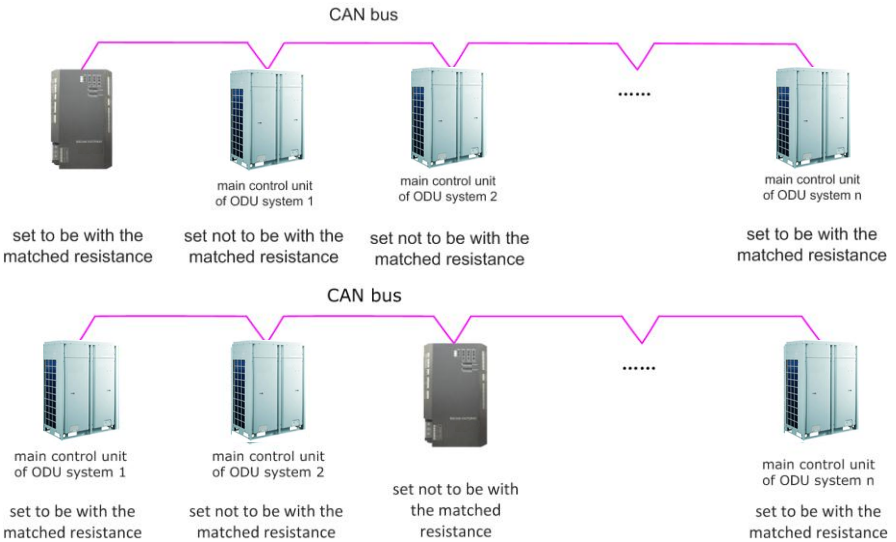 CAN bus
......
main control unit
of ODU system 1
main control unit
of ODU system 2
main control unit
of ODU system n
set to be with the
matched resistance
set not to be with the
matched resistance
set not to be with the
matched resistance
set to be with the
matched resistance
CAN bus
......
main control unit
of ODU system 1
main control unit
of ODU system 2
main control unit
of ODU system n
set to be with the
matched resistance
set not to be with the
matched resistance
set not to be with
the matched
resistance
set to be with the
matched resistance